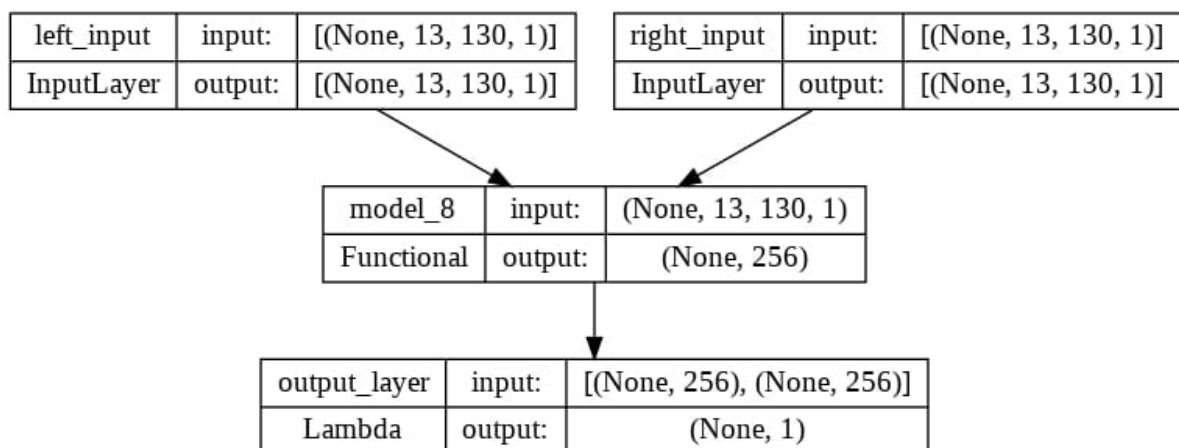 left_input input: [(None, 13, 130, 1)]
InputLayer output: [(None, 13, 130, 1)]
right_input input: [(None, 13, 130, 1)]
InputLayer output: [(None, 13, 130, 1)]
model_8 input: (None, 13, 130, 1)
Functional output: (None, 256)
output_layer input: [(None, 256), (None, 256)]
Lambda output: (None, 1)